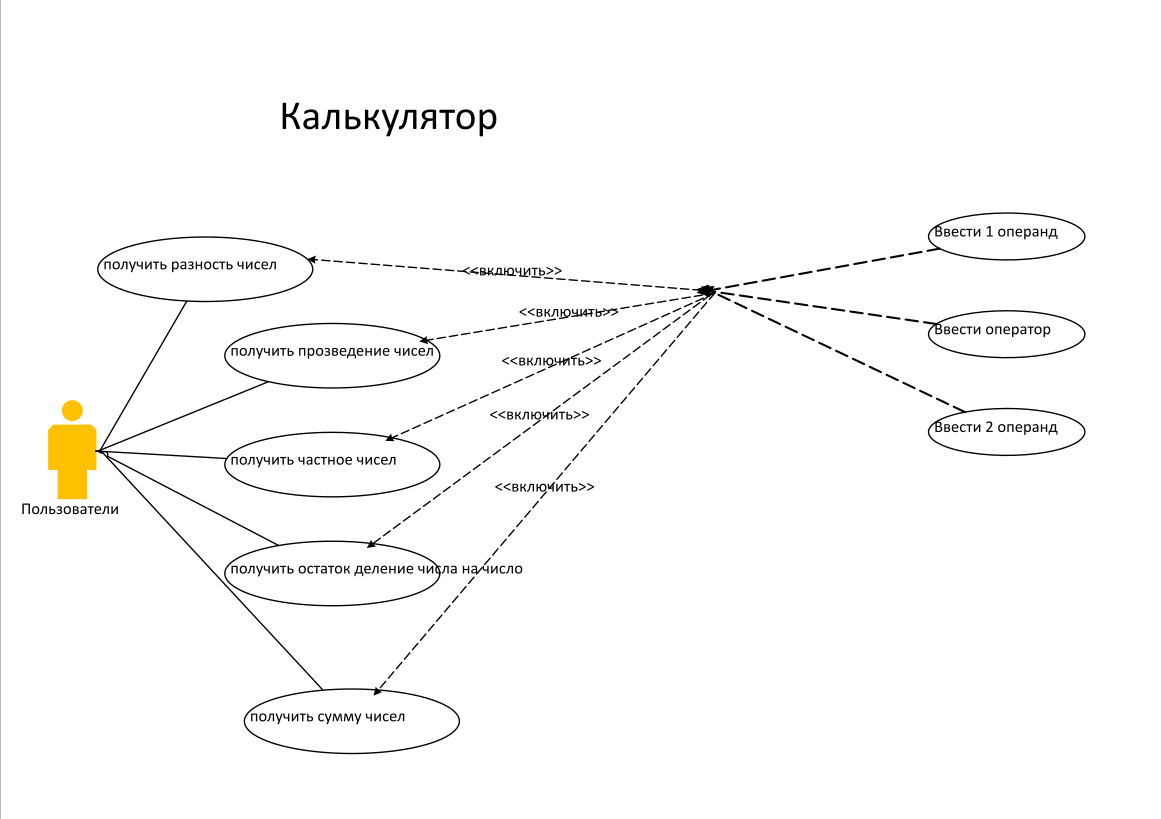 Калькулятор
Ввести 1 операнд
получить разность чисел
<<включить>>
<<включить>>
Ввести оператор
получить прозведение чисел
<<включить>>
<<включить>>
Ввести 2 операнд
получить частное чисел
<<включить>>
Пользователи
получить остаток деление числа на число
получить сумму чисел